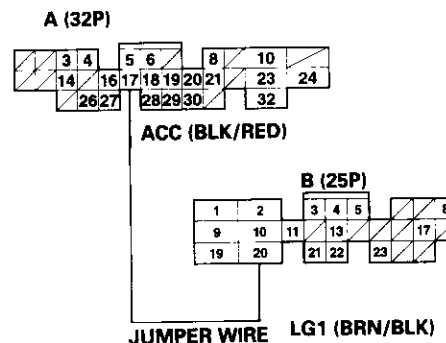 A (32P)
3 4 5 6 8 10
14 16 17 18 19 20 21 23 24
26 27 28 29 30 32
ACC (BLK/RED)
B (25P)
1 2 3 4 5 8
9 10 11 13 17
19 20 21 22 23
JUMPER WIRE LG1 (BRN/BLK)